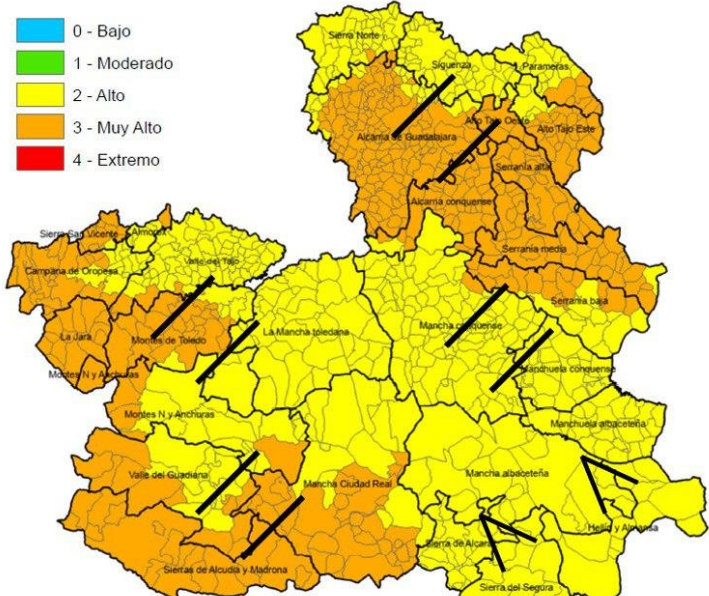 0 - Bajo
1 - Moderado
2 - Alto
3 - Muy Alto
4 - Extremo
Sierra Norte
Sigüenza
Parameras
Alcarria de Guadalajara
Alto Tajo Oeste
Alto Tajo Este
Serranía alta
Alcarria conquense
Sierra San Vicente
Almorox
Serranía media
Valle del Tajo
Campana de Oropesa
Serranía baja
La Jara
Montes de Toledo
La Mancha toledana
Mancha conquense
Montes N y Anchuras
Manchuela conquense
Montes N y Anchuras
Manchuela albaceteña
Valle del Guadiana
Mancha Ciudad Real
Mancha albaceteña
Hellín y Almansa
Sierra de Alcaraz
Sierras de Alcudia y Madrona
Sierra del Segura